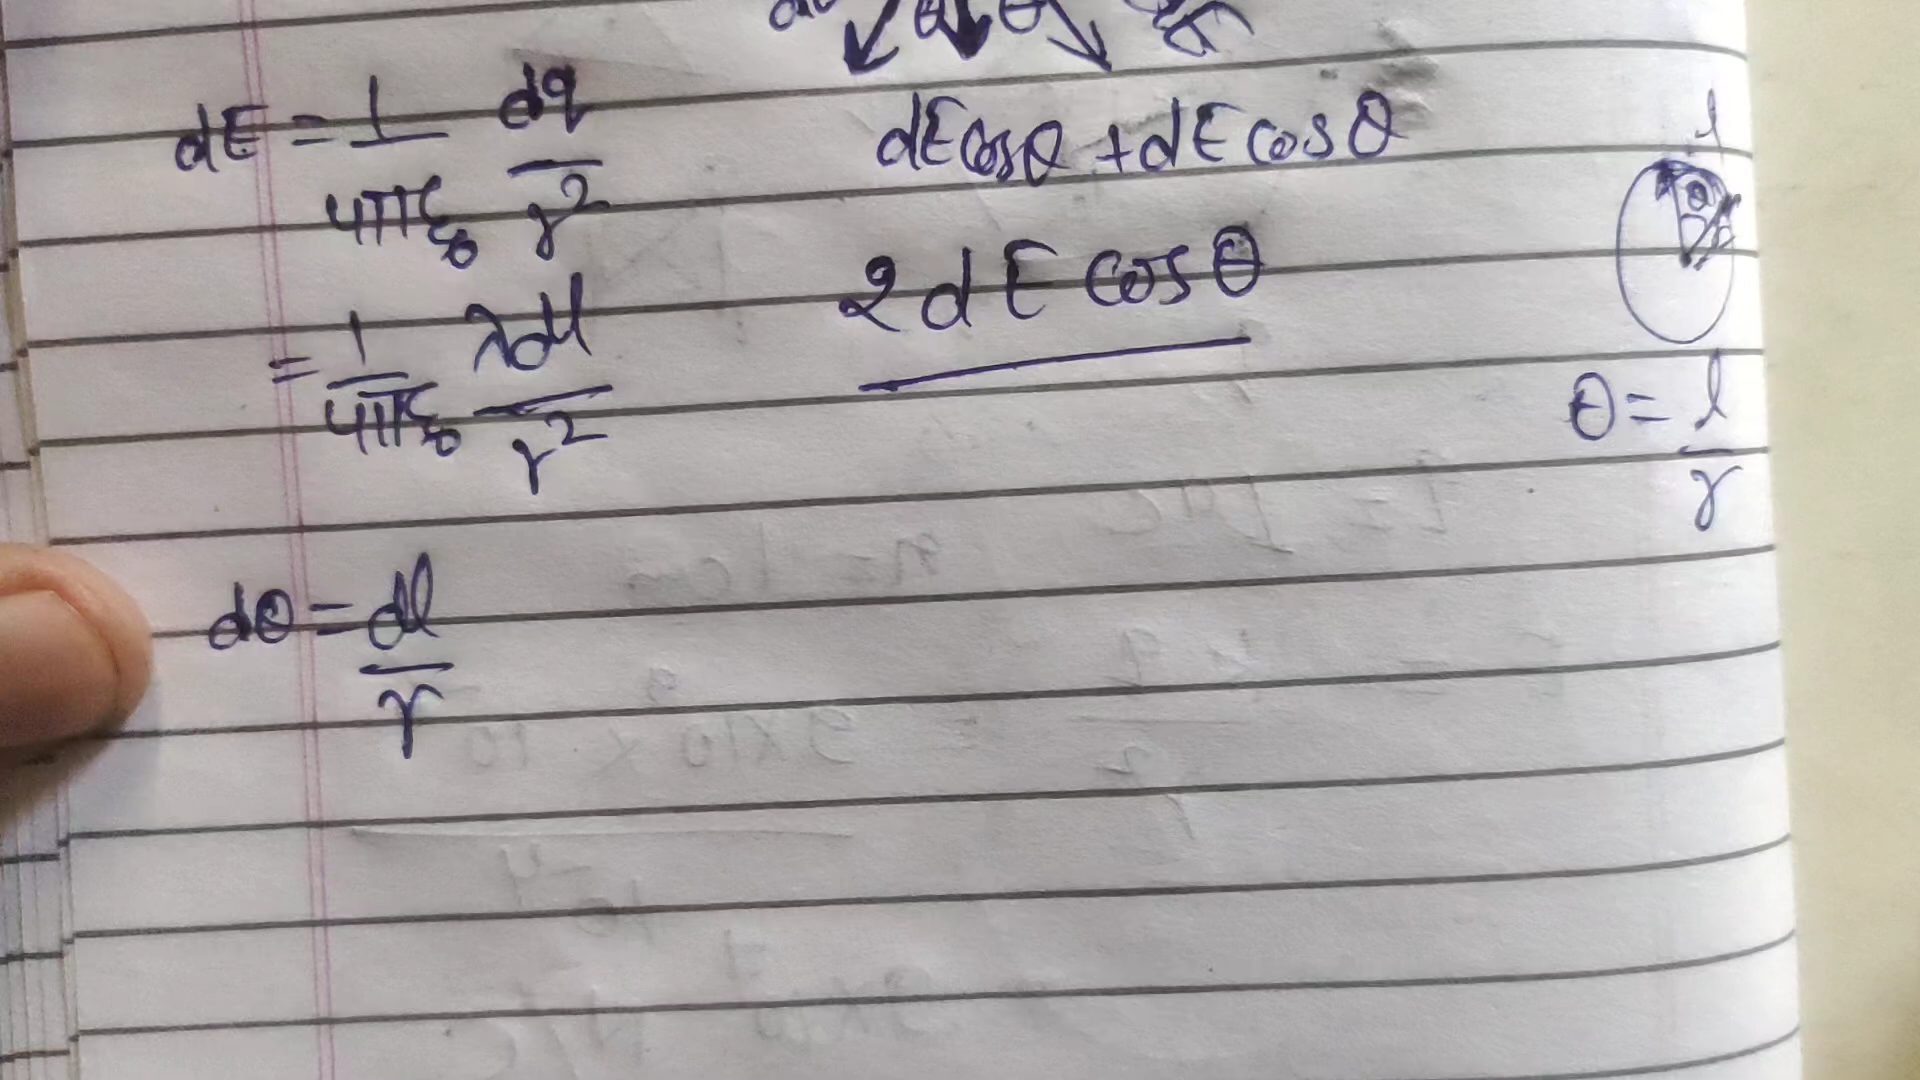 dE = 1/4πε₀ dq/r²
dE cosθ + dE cosθ
= 1/4πε₀ λdl/r²
2 dE cosθ
l
θ
θ = l/r
dθ = dl/r